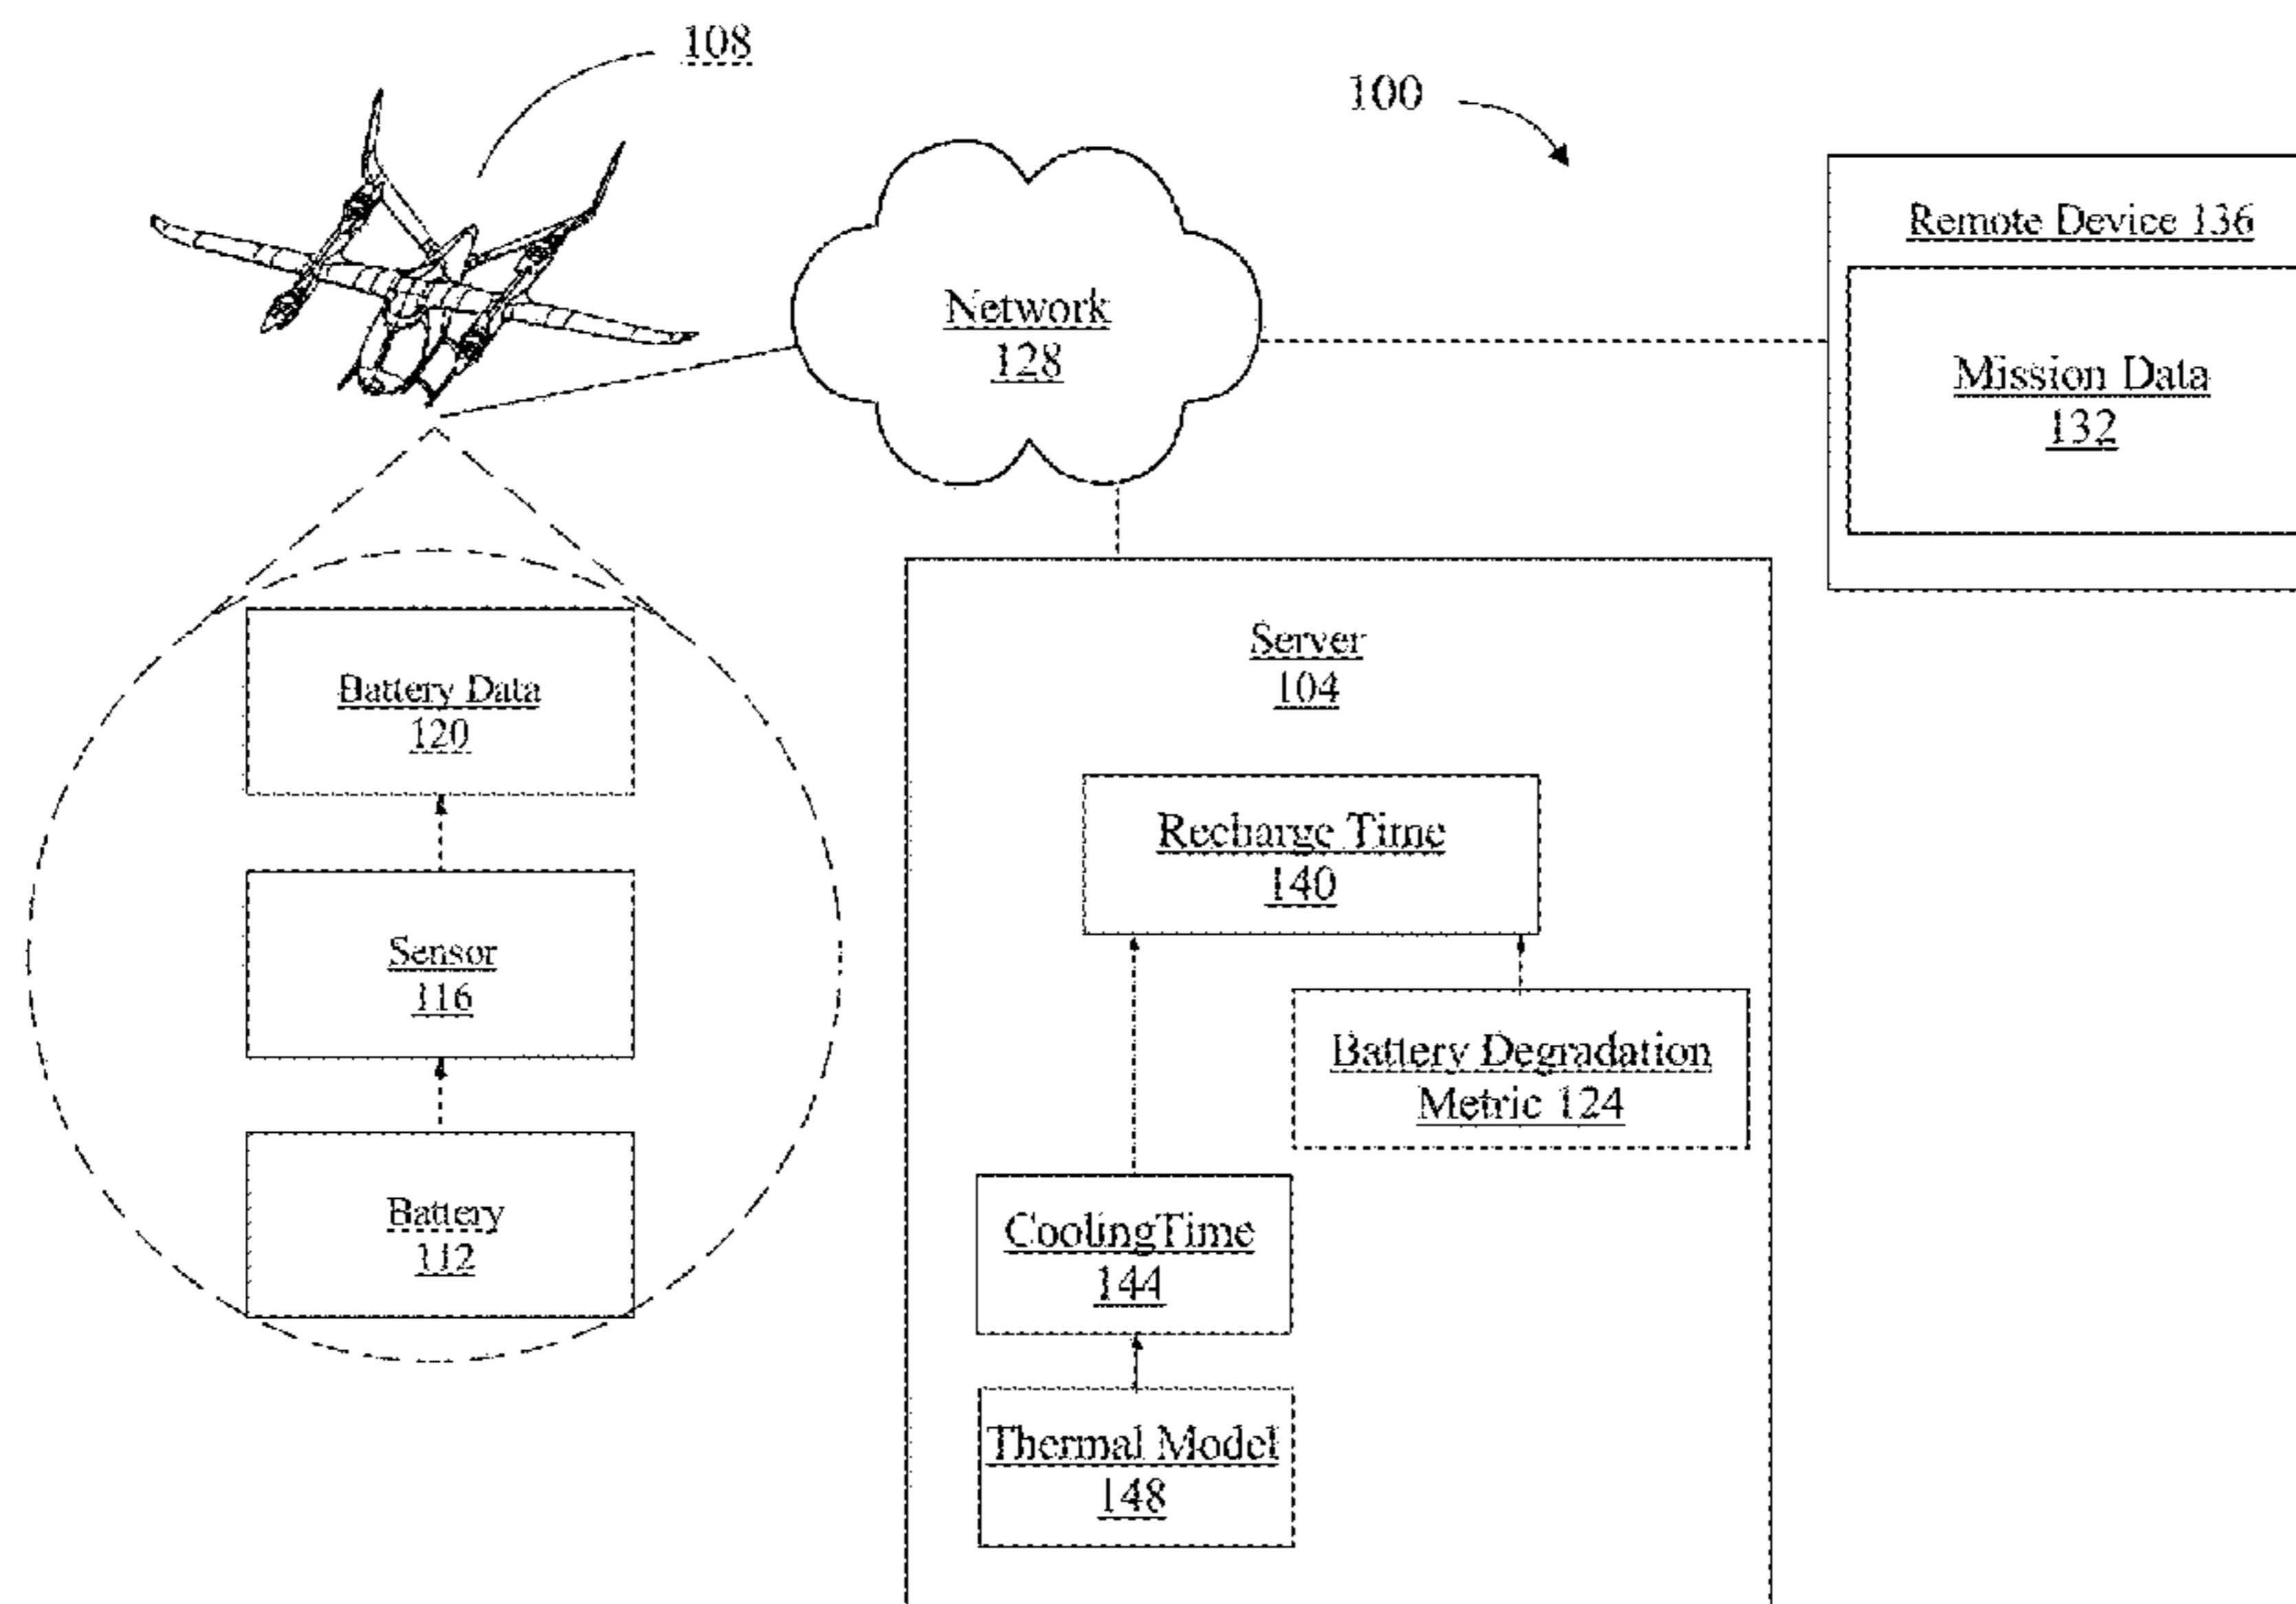 108
100
Remote Device 136
Network
128
Mission Data
132
Battery Data
120
Server
104
Recharge Time
140
Sensor
116
Battery Degradation
Metric 124
Battery
112
CoolingTime
144
Thermal Model
148